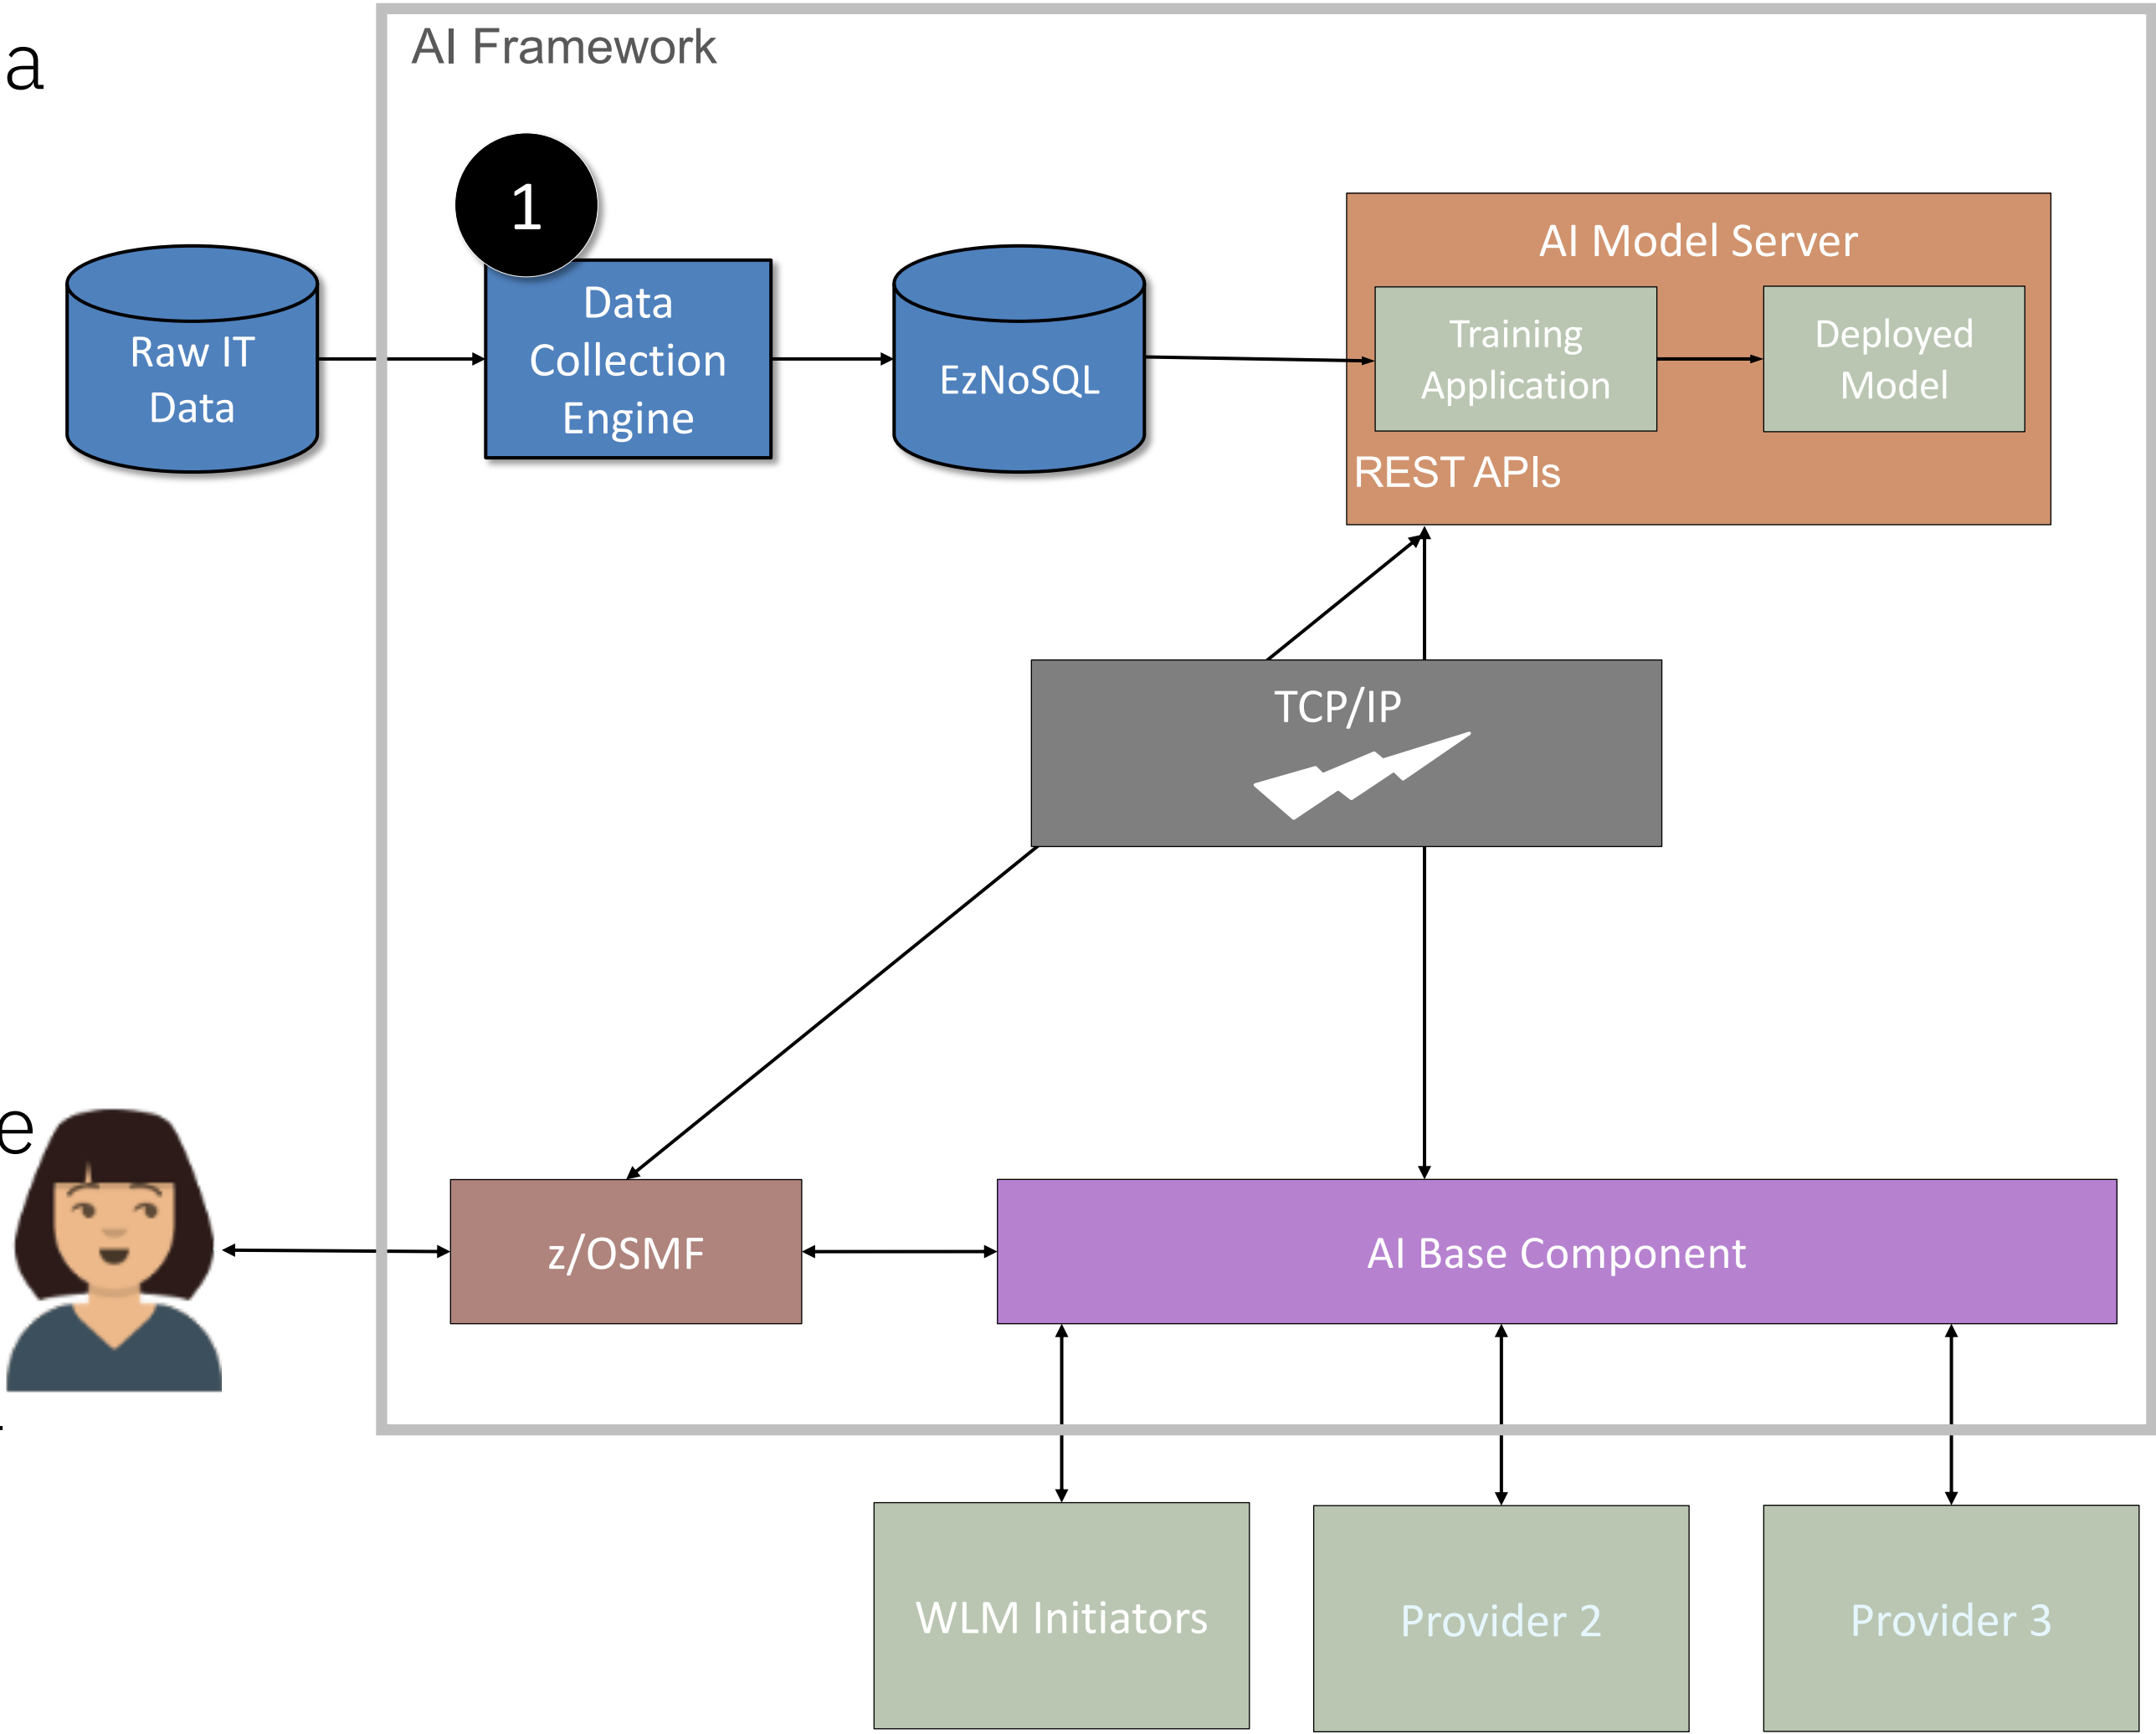 a
AI Framework
1
Raw IT
Data
Data
Collection
Engine
EzNoSQL
AI Model Server
Training
Application
Deployed
Model
REST APIs
TCP/IP
e
z/OSMF
AI Base Component
WLM Initiators
Provider 2
Provider 3